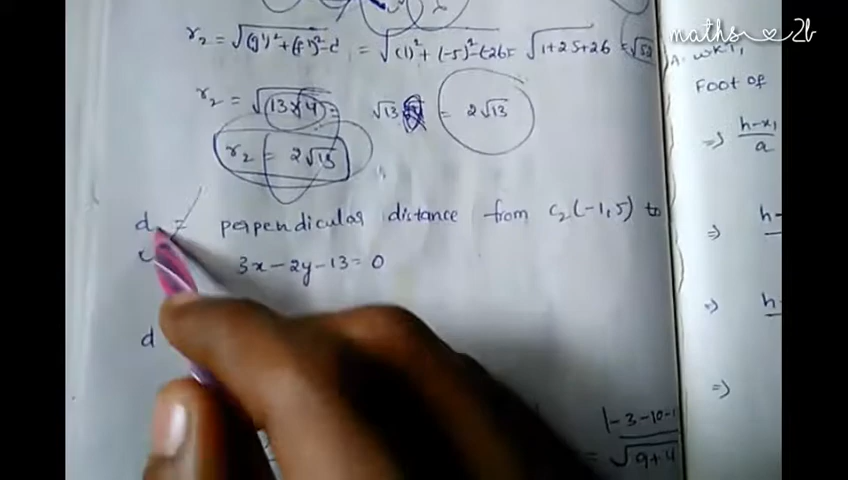 maths 2b
r₂ = √(g')²+(f')²-d = √(1)²+(-5)²-(26 = √1+25+26 = √52
r₂ = √13×4 = √13 = 2√13
r₂ = 2√13
d = perpendicular distance from C₂(-1,5) to
3x-2y-13=0
d
|-3-10-1
= √9+4
A. W.K.T,
Foot of
⇒ h-x₁
a
⇒ h-
⇒ h-
⇒